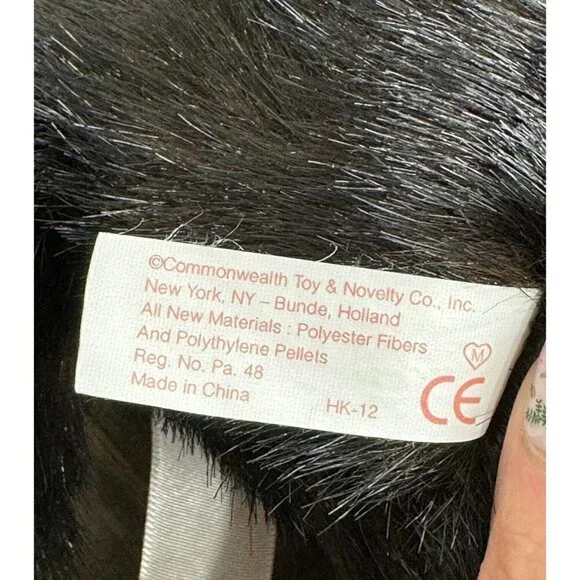 ©Commonwealth Toy & Novelty Co., Inc.
New York, NY – Bunde, Holland
All New Materials : Polyester Fibers
And Polythylene Pellets
Reg. No. Pa. 48
Made in China HK-12
M
CE